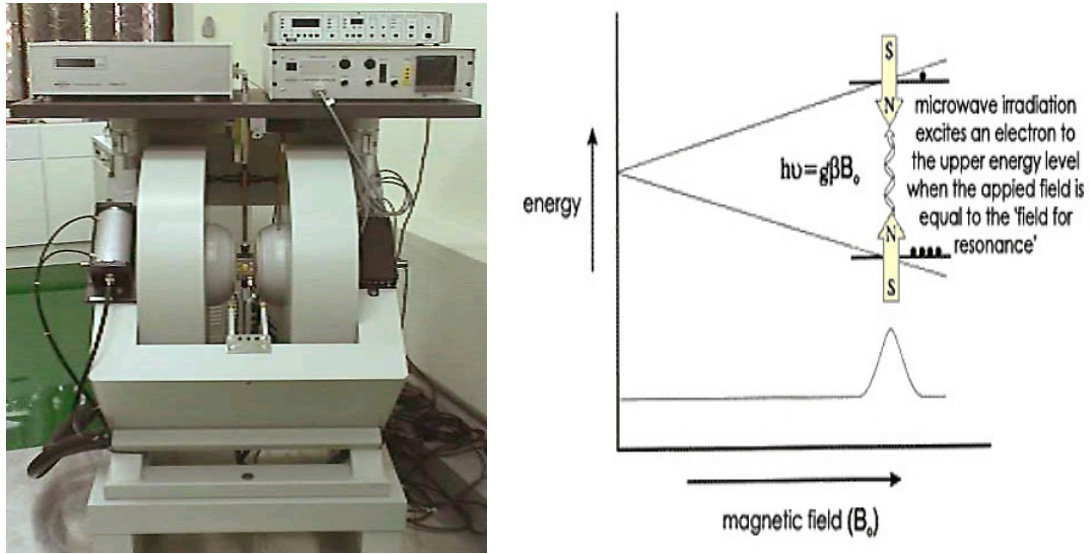 energy
hυ=gβB₀
S
N
N
S
microwave irradiation
excites an electron to
the upper energy level
when the appied field is
equal to the 'field for
resonance'
magnetic field (B₀)